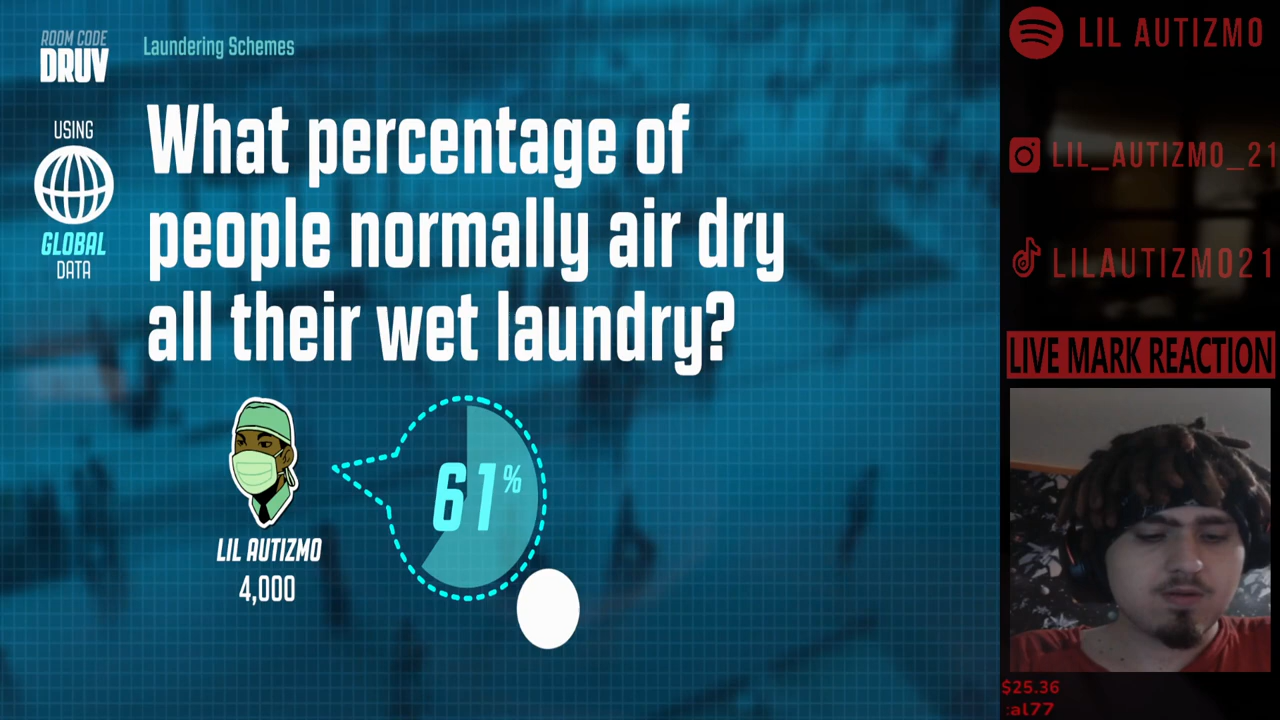 ROOM CODE
DRUV
Laundering Schemes
USING
GLOBAL
DATA
What percentage of
people normally air dry
all their wet laundry?
61%
LIL AUTIZMO
4,000
LIL AUTIZMO
LIL_AUTIZMO_21
LILAUTIZMO21
LIVE MARK REACTION
$25.36
al77